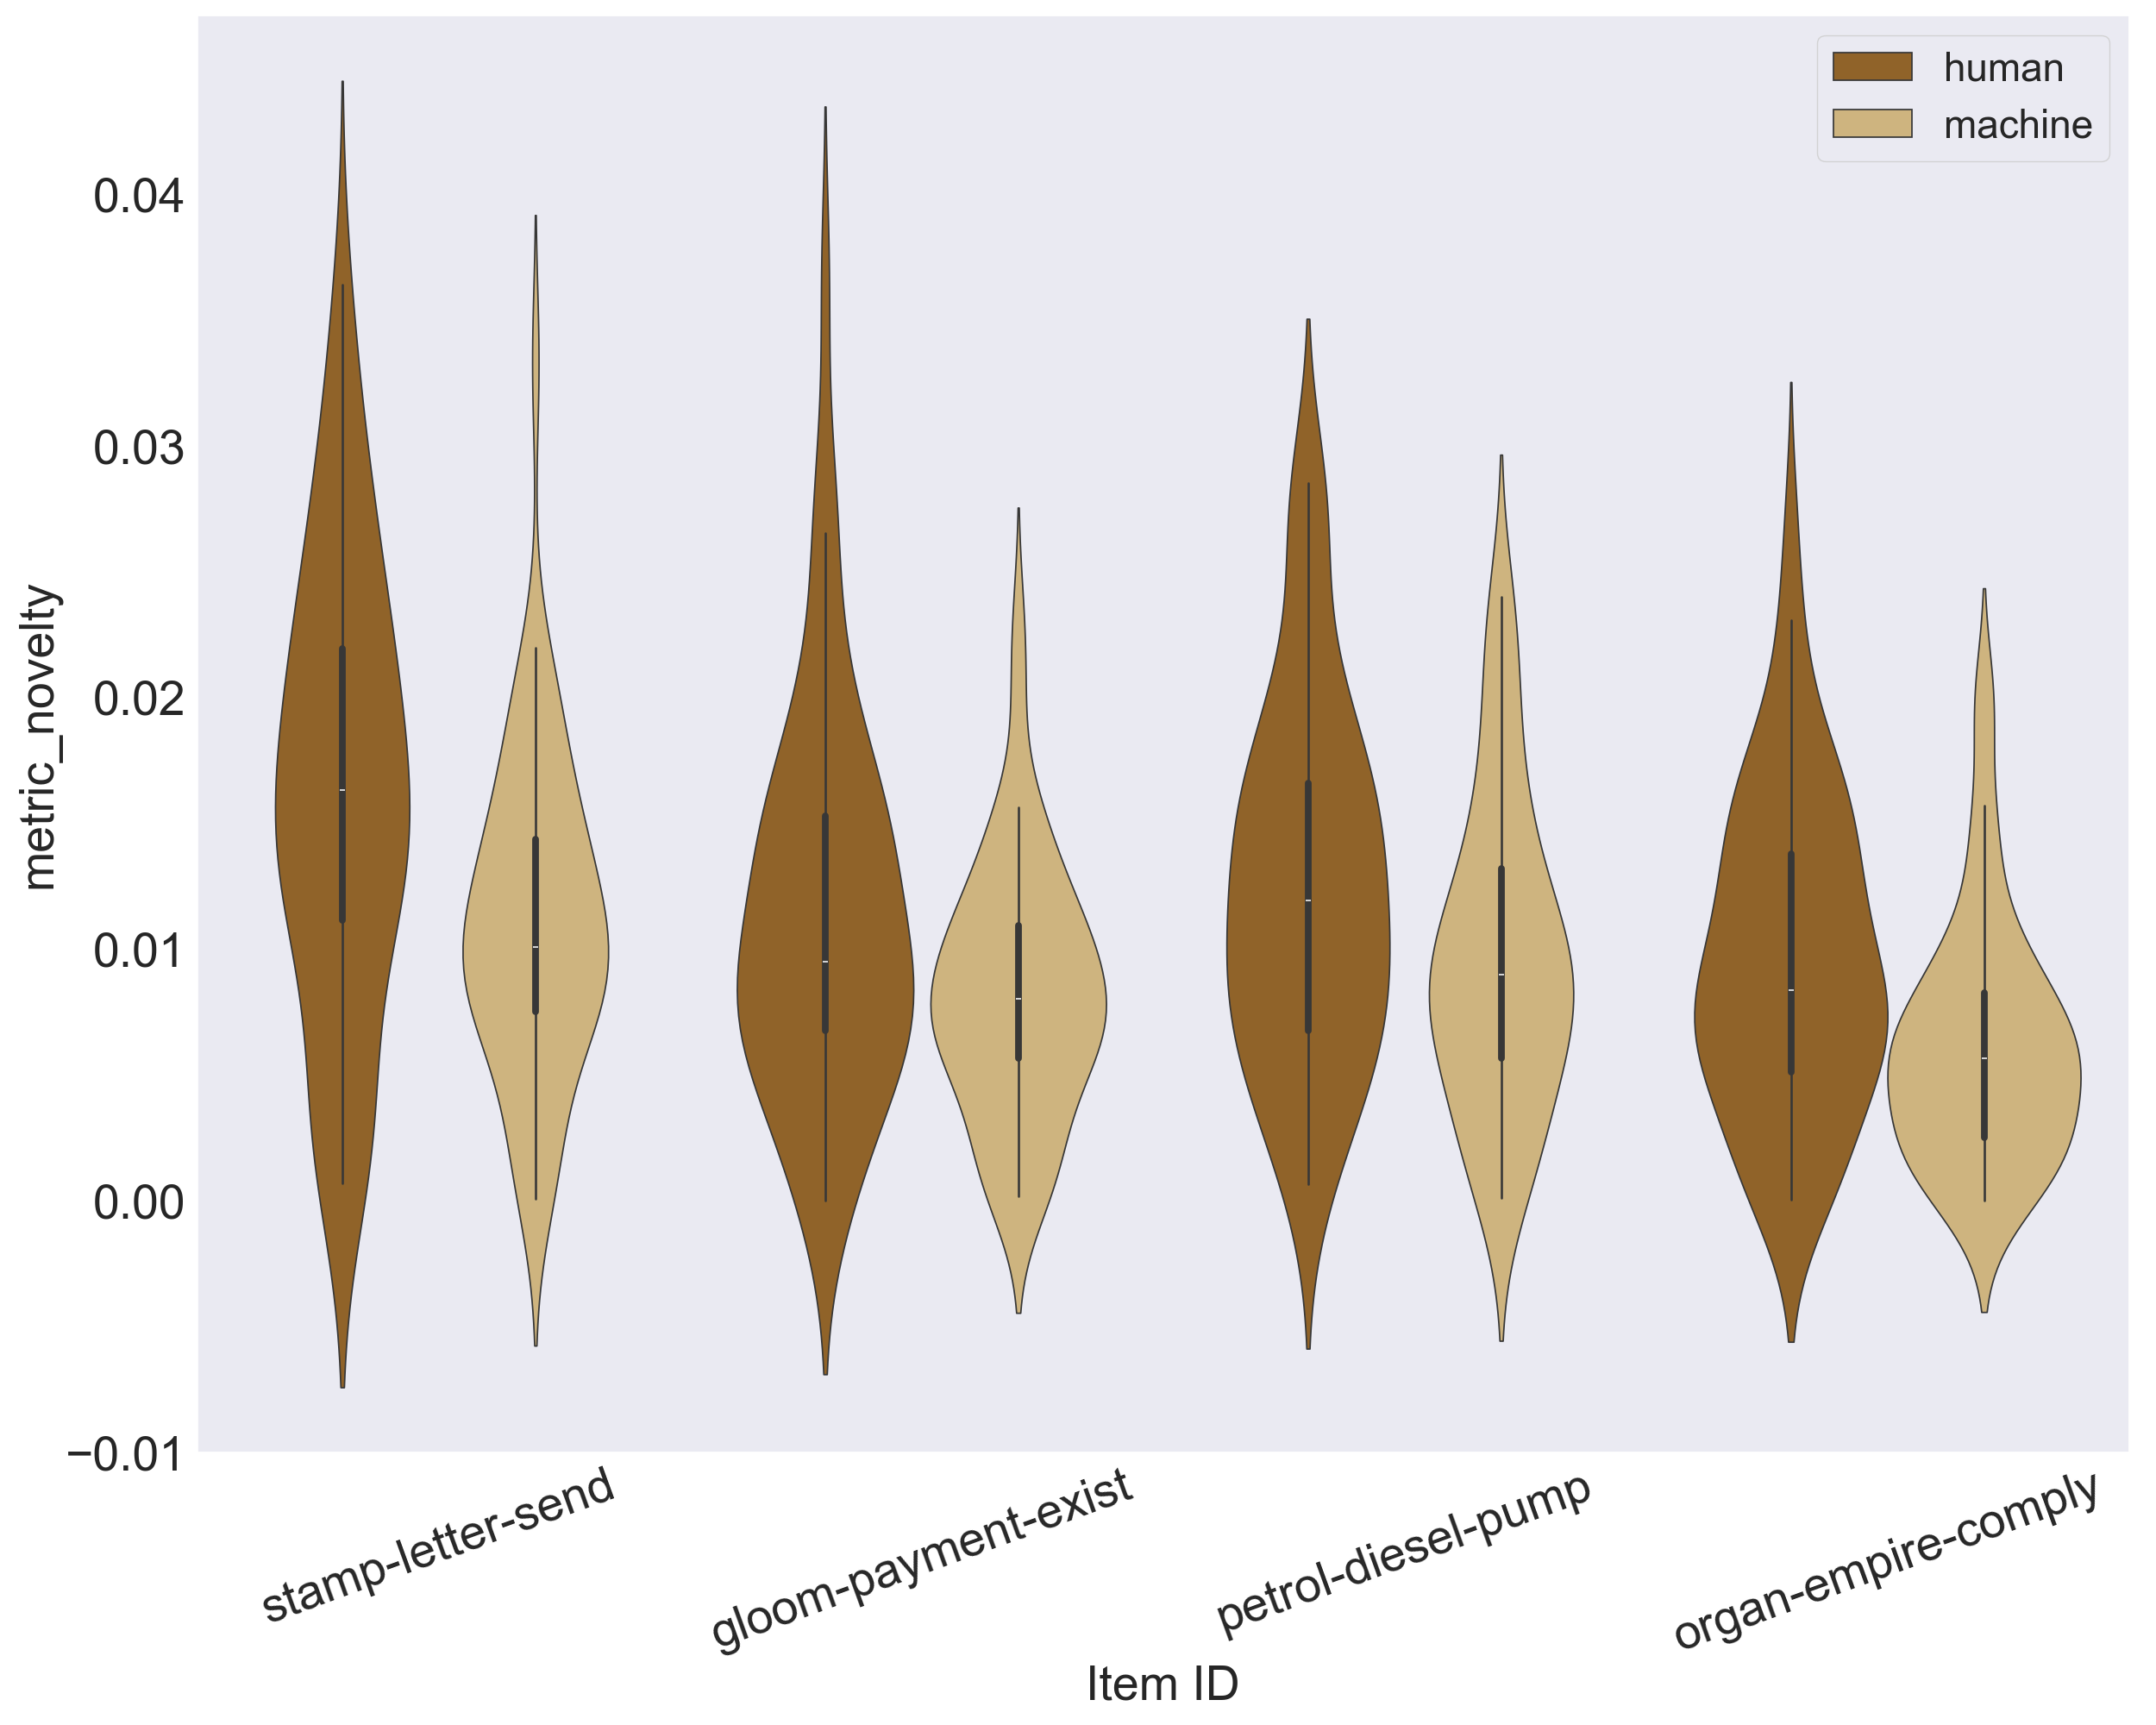 human
machine
0.04
0.03
0.02
0.01
0.00
−0.01
metric_novelty
stamp-letter-send
gloom-payment-exist
petrol-diesel-pump
organ-empire-comply
Item ID